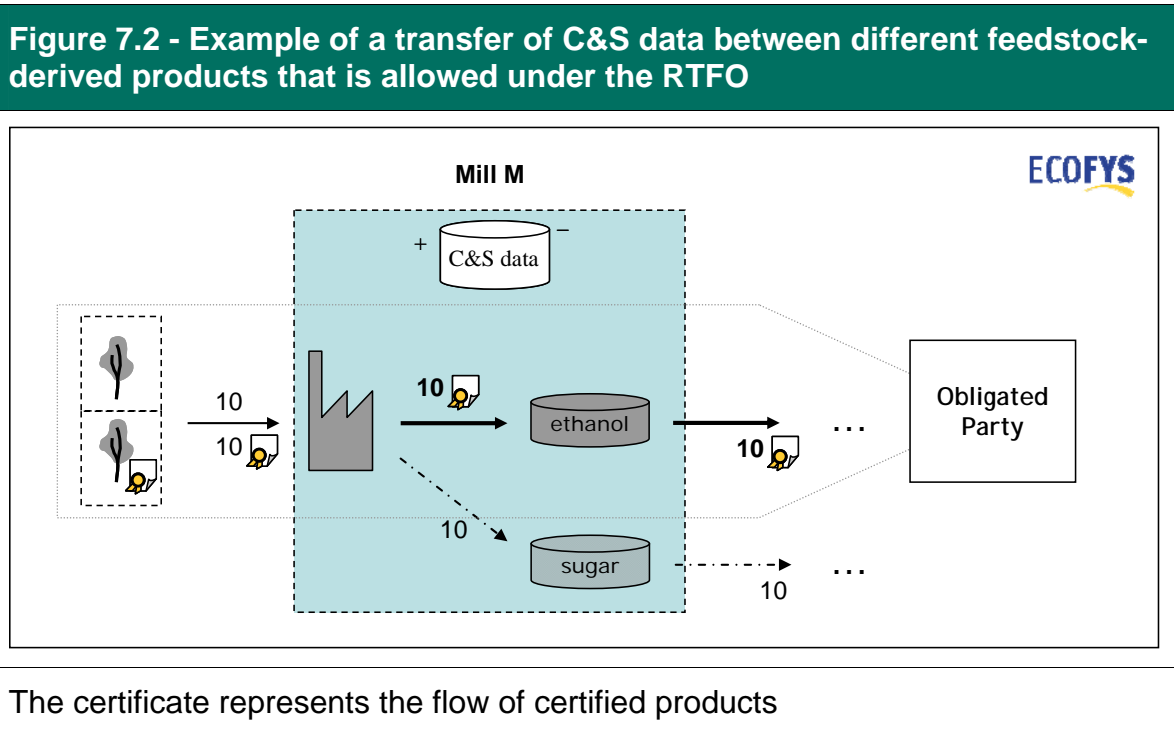 Figure 7.2 - Example of a transfer of C&S data between different feedstock-
derived products that is allowed under the RTFO
ECOFYS
Mill M
+
−
C&S data
10
10
10
ethanol
10
...
Obligated
Party
10
sugar
10
...
The certificate represents the flow of certified products